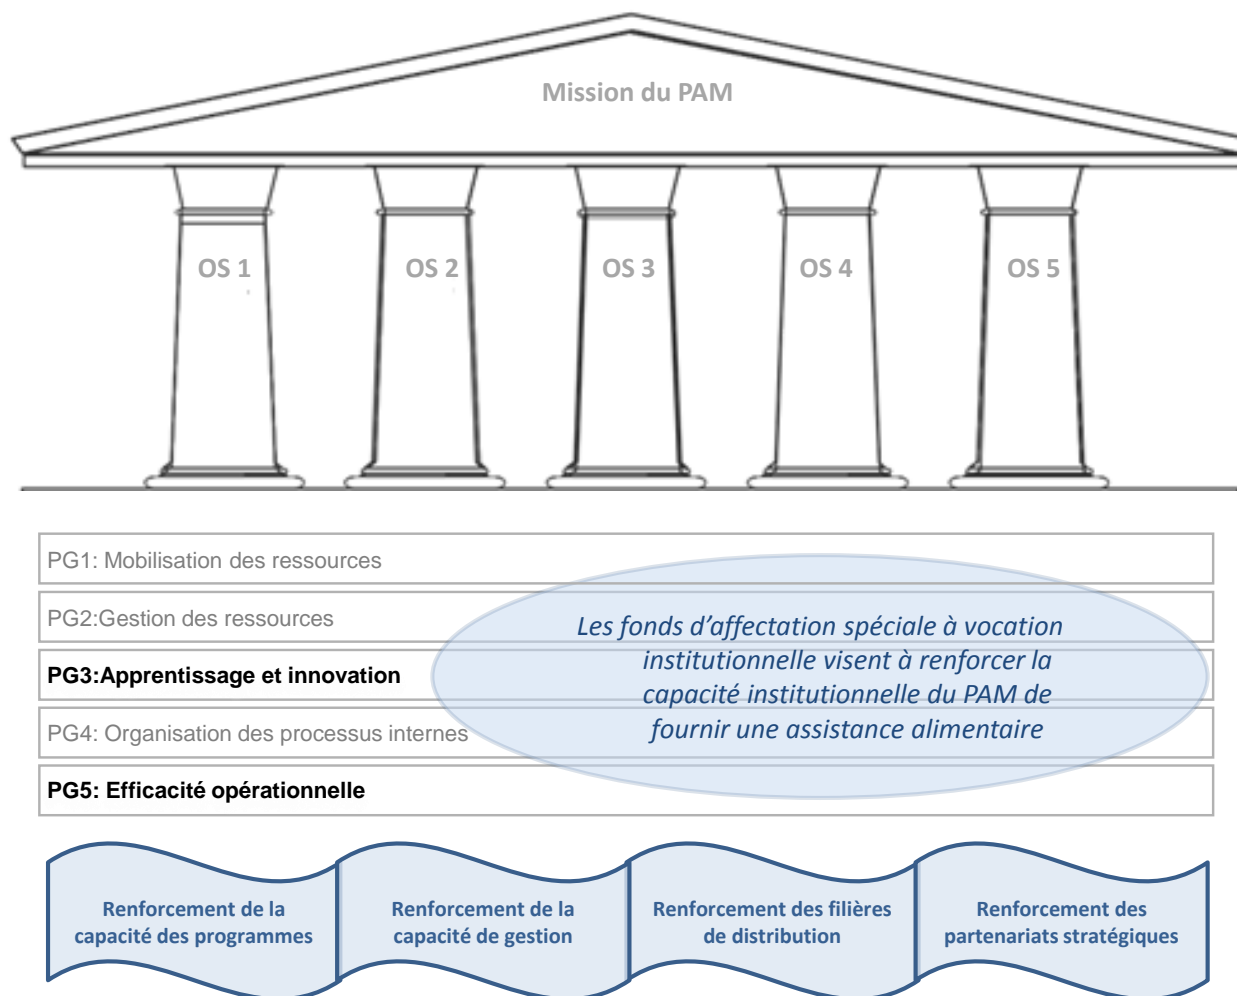 Mission du PAM
OS 1
OS 2
OS 3
OS 4
OS 5
PG1: Mobilisation des ressources
PG2:Gestion des ressources
PG3:Apprentissage et innovation
PG4: Organisation des processus internes
PG5: Efficacité opérationnelle
Les fonds d’affectation spéciale à vocation
institutionnelle visent à renforcer la
capacité institutionnelle du PAM de
fournir une assistance alimentaire
Renforcement de la
capacité des programmes
Renforcement de la
capacité de gestion
Renforcement des filières
de distribution
Renforcement des
partenariats stratégiques